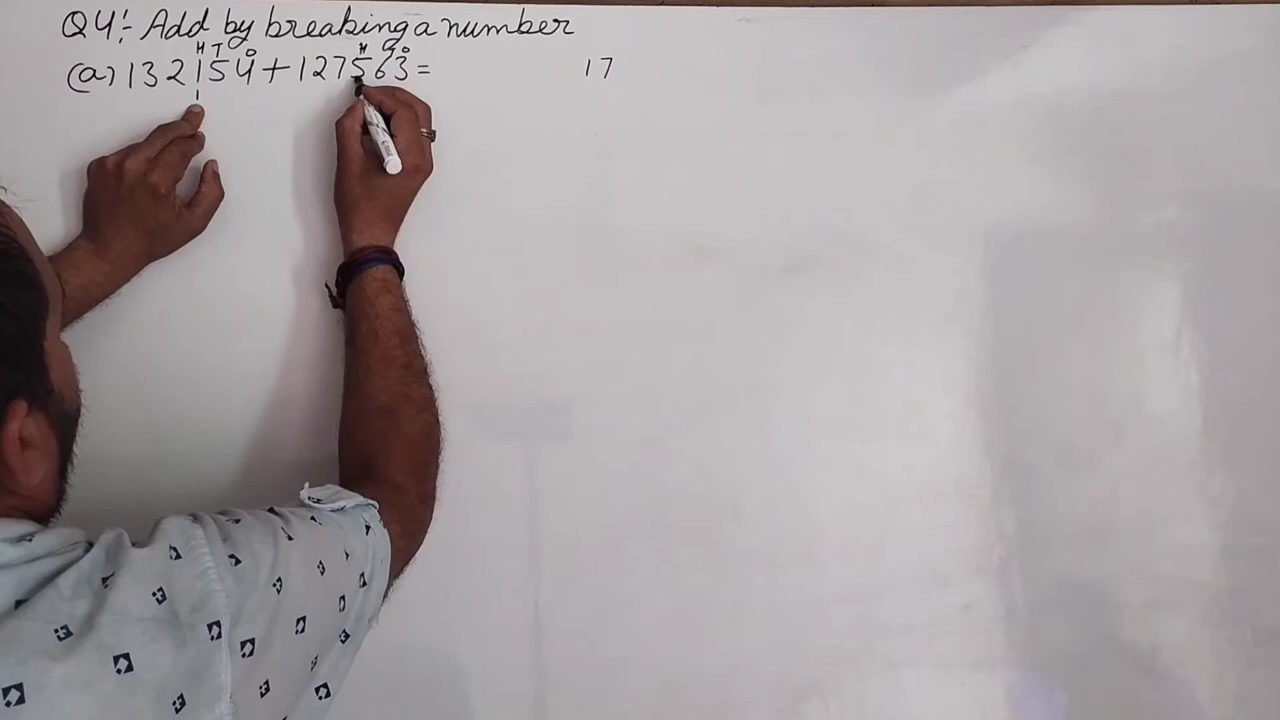 Q4:- Add by breaking a number
H T O H O
(a) 132154 + 127563 = 17